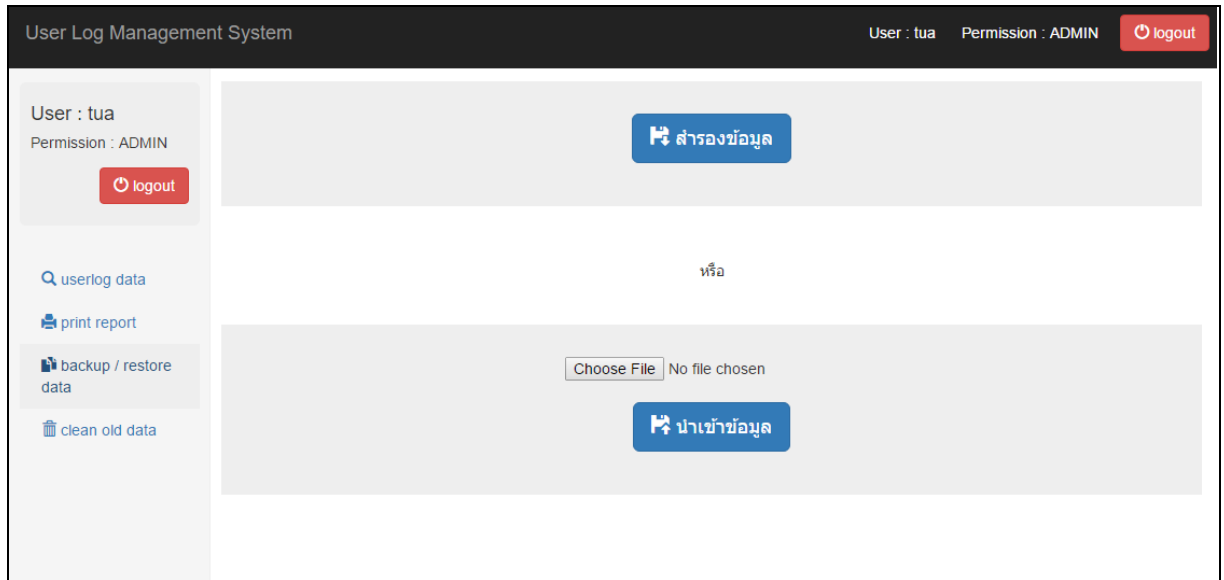 User Log Management System
User : tua
Permission : ADMIN
logout
User : tua
Permission : ADMIN
logout
userlog data
print report
backup / restore
data
clean old data
สำรองข้อมูล
หรือ
Choose File No file chosen
นำเข้าข้อมูล